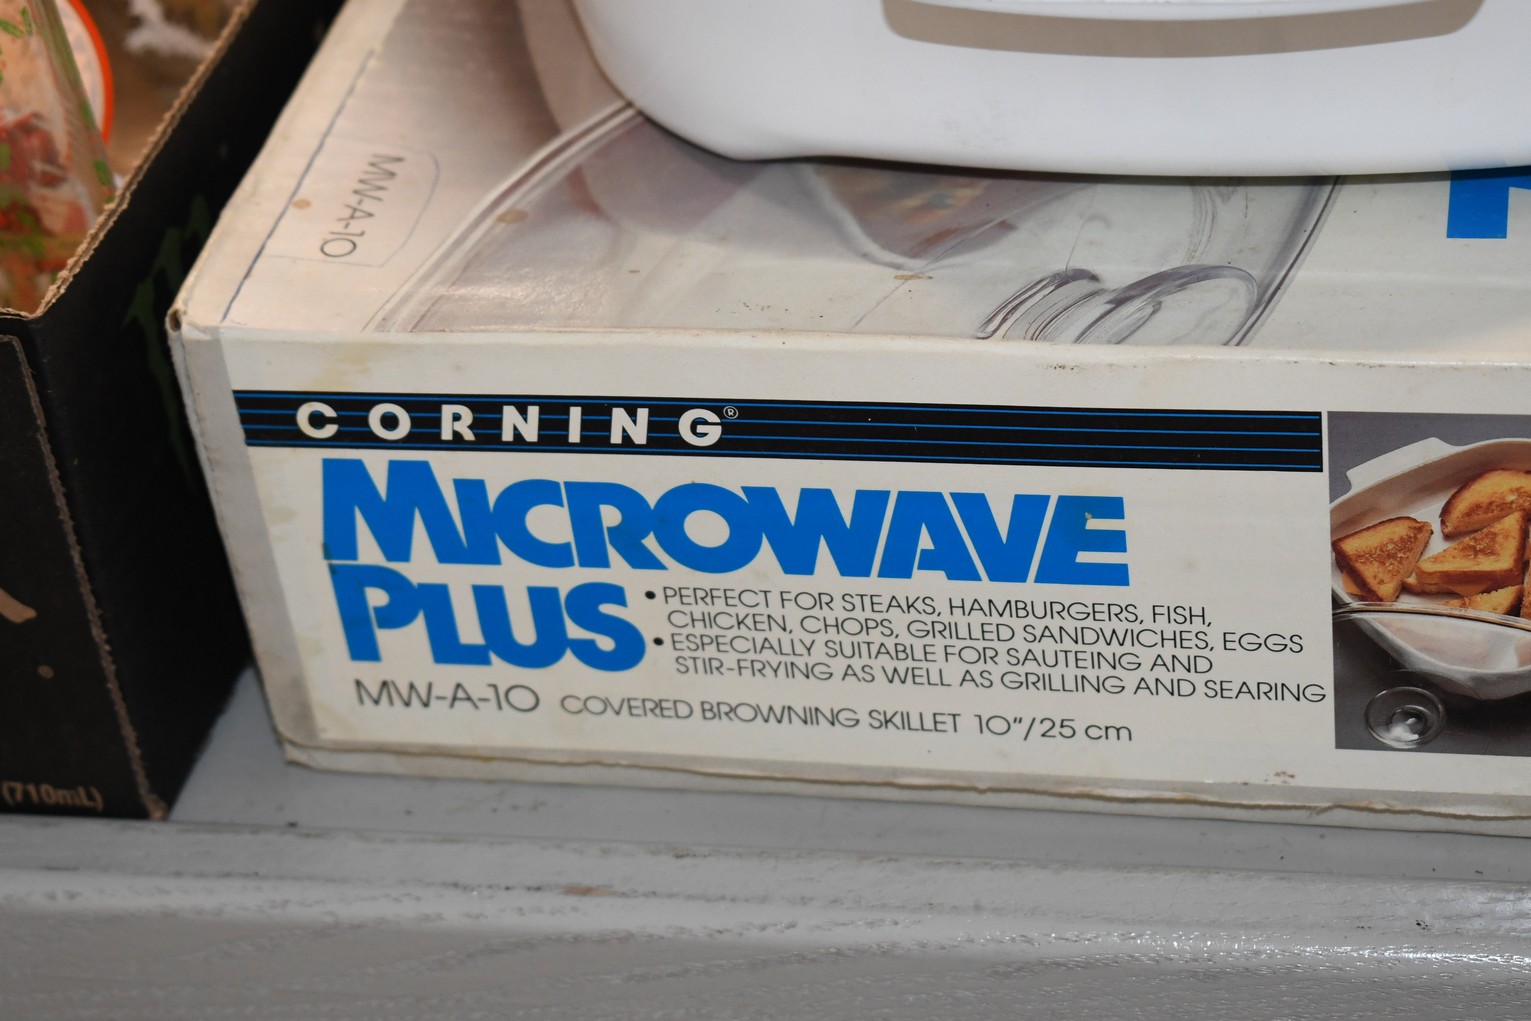 MW-A-10
CORNING®
MICROWAVE
PLUS
• PERFECT FOR STEAKS, HAMBURGERS, FISH,
CHICKEN, CHOPS, GRILLED SANDWICHES, EGGS
• ESPECIALLY SUITABLE FOR SAUTEING AND
STIR-FRYING AS WELL AS GRILLING AND SEARING
MW-A-10 COVERED BROWNING SKILLET 10"/25 cm
(710mL)